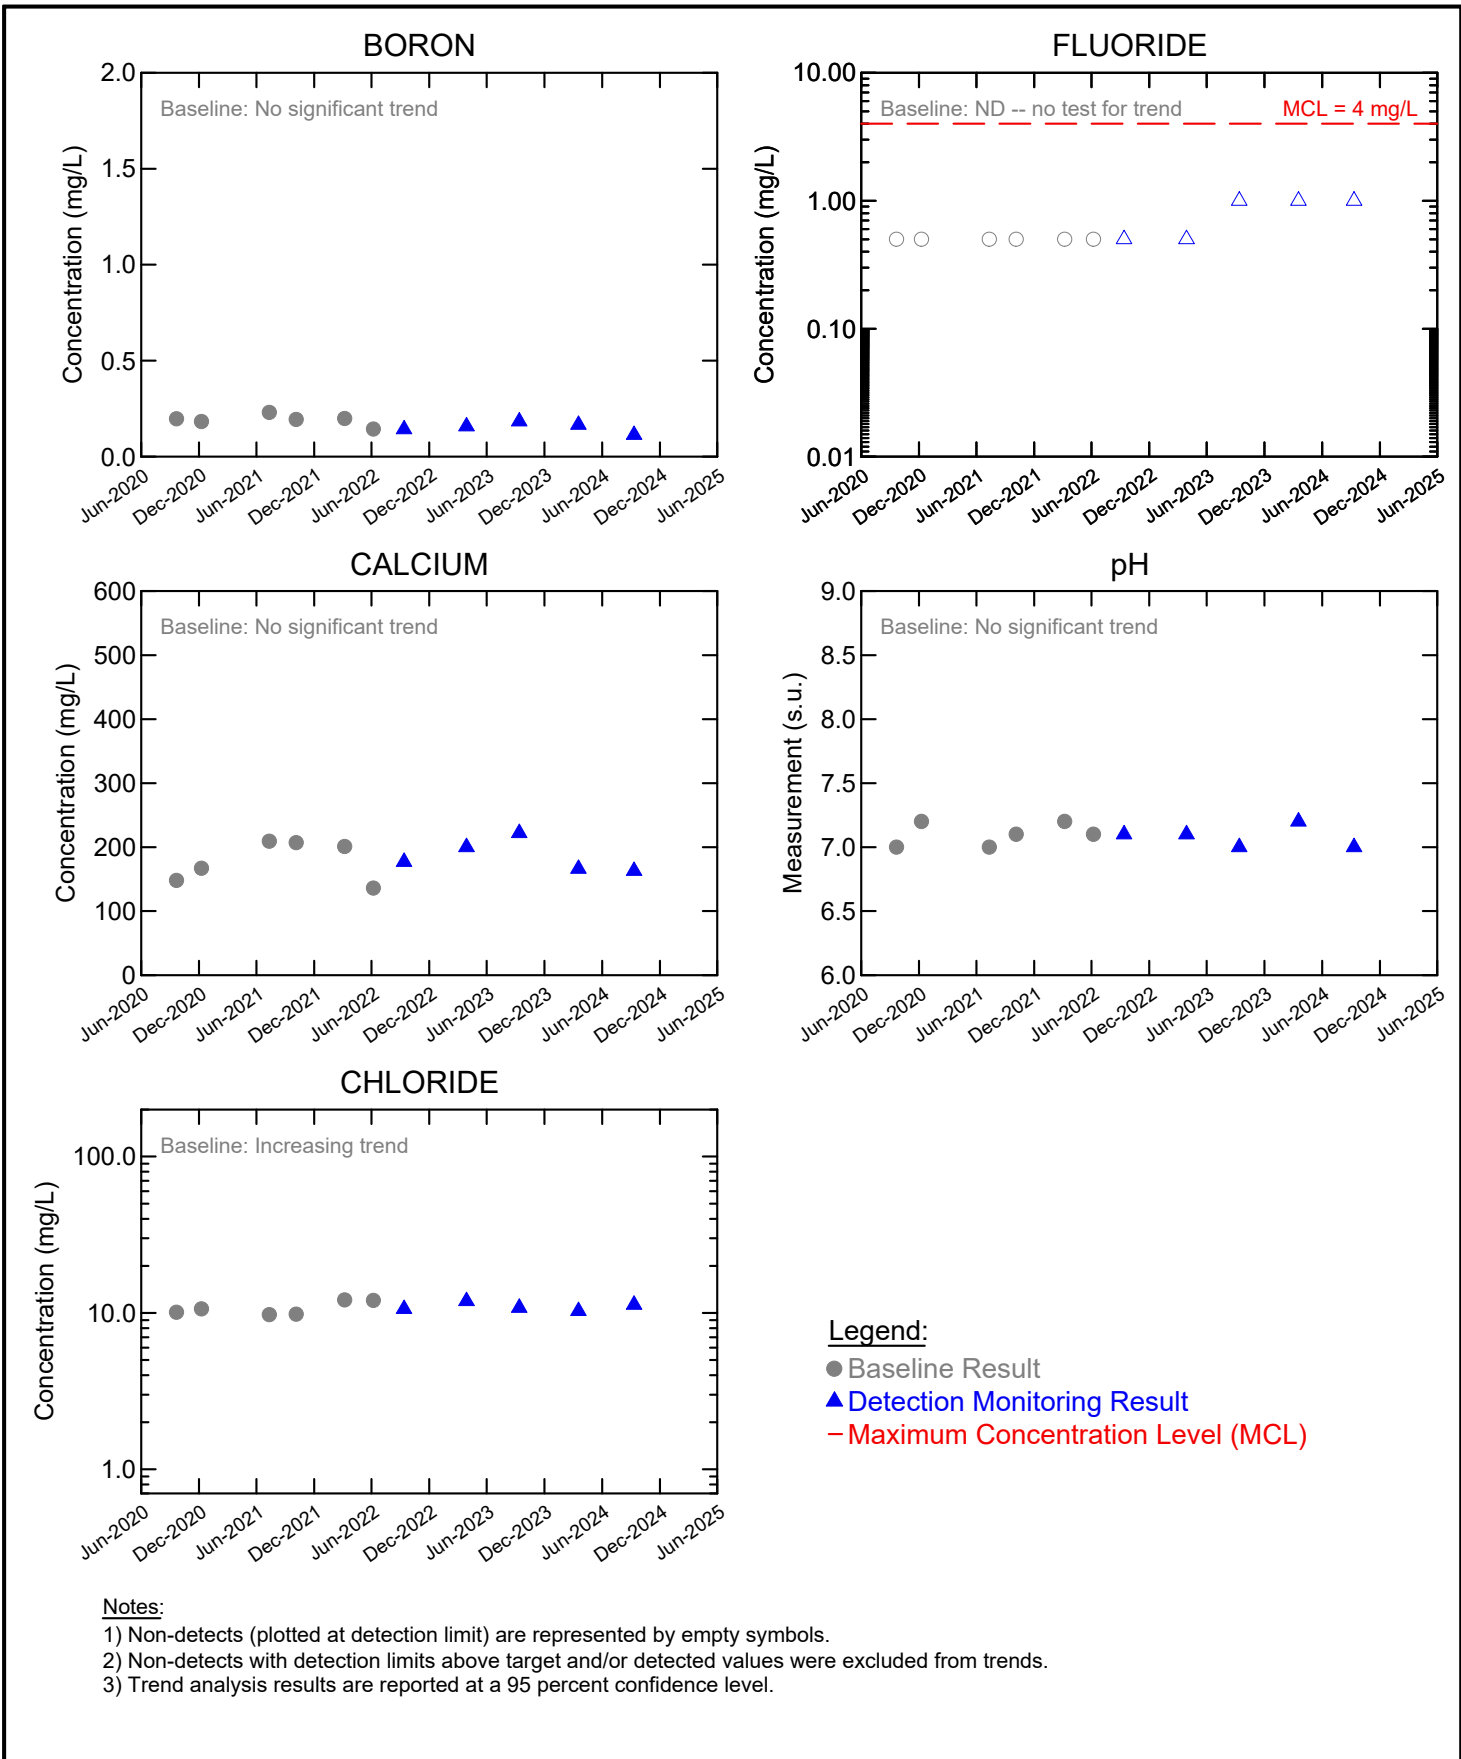 BORON
Baseline: No significant trend
Concentration (mg/L)
2.0
1.5
1.0
0.5
0.0
Jun-2020
Dec-2020
Jun-2021
Dec-2021
Jun-2022
Dec-2022
Jun-2023
Dec-2023
Jun-2024
Dec-2024
Jun-2025
FLUORIDE
Baseline: ND -- no test for trend
MCL = 4 mg/L
Concentration (mg/L)
10.00
1.00
0.10
0.01
Jun-2020
Dec-2020
Jun-2021
Dec-2021
Jun-2022
Dec-2022
Jun-2023
Dec-2023
Jun-2024
Dec-2024
Jun-2025
CALCIUM
Baseline: No significant trend
Concentration (mg/L)
600
500
400
300
200
100
0
Jun-2020
Dec-2020
Jun-2021
Dec-2021
Jun-2022
Dec-2022
Jun-2023
Dec-2023
Jun-2024
Dec-2024
Jun-2025
pH
Baseline: No significant trend
Measurement (s.u.)
9.0
8.5
8.0
7.5
7.0
6.5
6.0
Jun-2020
Dec-2020
Jun-2021
Dec-2021
Jun-2022
Dec-2022
Jun-2023
Dec-2023
Jun-2024
Dec-2024
Jun-2025
CHLORIDE
Baseline: Increasing trend
Concentration (mg/L)
100.0
10.0
1.0
Jun-2020
Dec-2020
Jun-2021
Dec-2021
Jun-2022
Dec-2022
Jun-2023
Dec-2023
Jun-2024
Dec-2024
Jun-2025
Legend:
Baseline Result
Detection Monitoring Result
Maximum Concentration Level (MCL)
Notes:
1) Non-detects (plotted at detection limit) are represented by empty symbols.
2) Non-detects with detection limits above target and/or detected values were excluded from trends.
3) Trend analysis results are reported at a 95 percent confidence level.